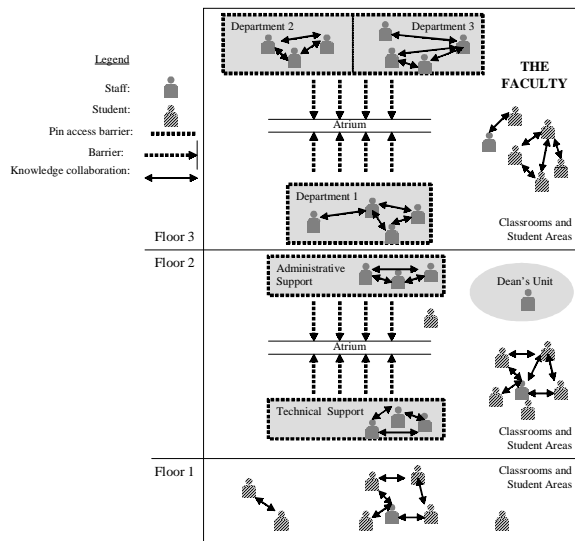 Department 2
Department 3
Legend
Staff:
Student:
Pin access barrier:
Barrier:
Knowledge collaboration:
THE
FACULTY
Atrium
Department 1
Classrooms and
Student Areas
Floor 3
Floor 2
Administrative
Support
Dean's Unit
Atrium
Technical Support
Classrooms and
Student Areas
Floor 1
Classrooms and
Student Areas